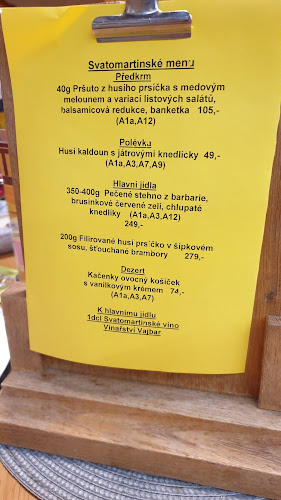 Svatomartinské menu
Předkrm
40g Pršuto z husího prsíčka s medovým
melounem a variací listových salátů,
balsamicová redukce, banketka 105,-
(A1a,A12)
Polévka
Husí kaldoun s játrovými knedlíčky 49,-
(A1a,A3,A7,A9)
Hlavní jídla
350-400g Pečené stehno z barbarie,
brusinkové červené zelí, chlupaté
knedlíky (A1a,A3,A12)
249,-
200g Filírované husí prsíčko v šípkovém
sosu, šťouchané brambory 279,-
Dezert
Kačenky ovocný košíček
s vanilkovým krémem 74,-
(A1a,A3,A7)
K hlavnímu jídlu
1dcl Svatomartinské víno
Vinařství Vajbar